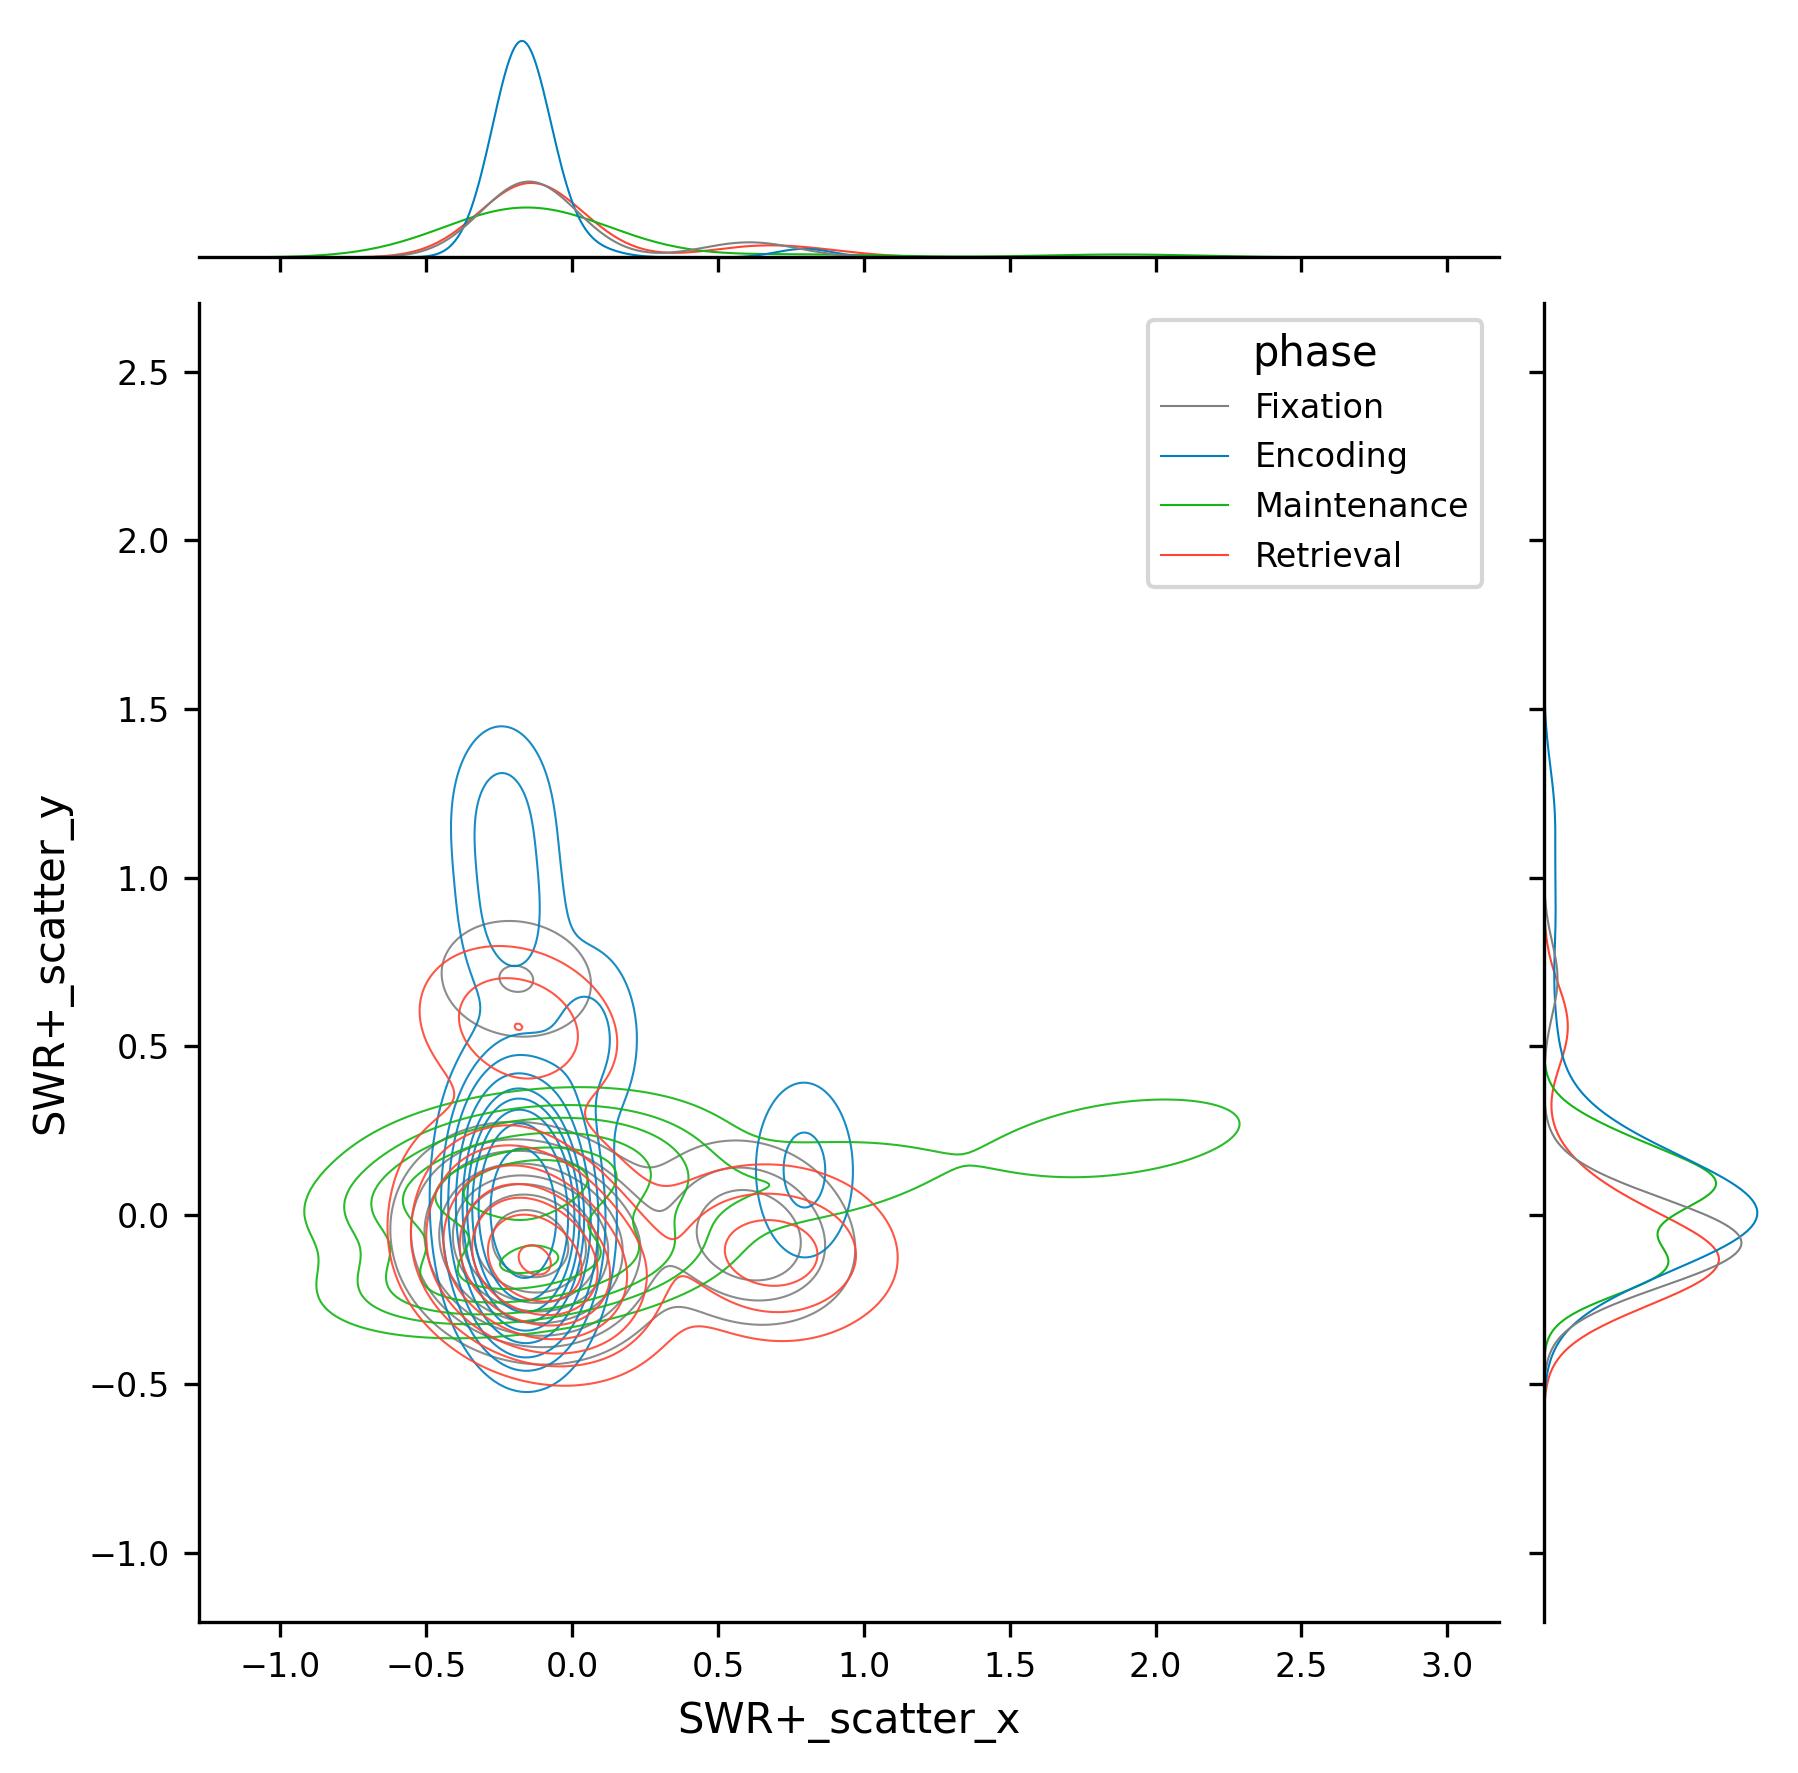 phase
Fixation
Encoding
Maintenance
Retrieval
2.5
2.0
1.5
1.0
0.5
0.0
−0.5
−1.0
SWR+_scatter_y
−1.0 −0.5 0.0 0.5 1.0 1.5 2.0 2.5 3.0
SWR+_scatter_x